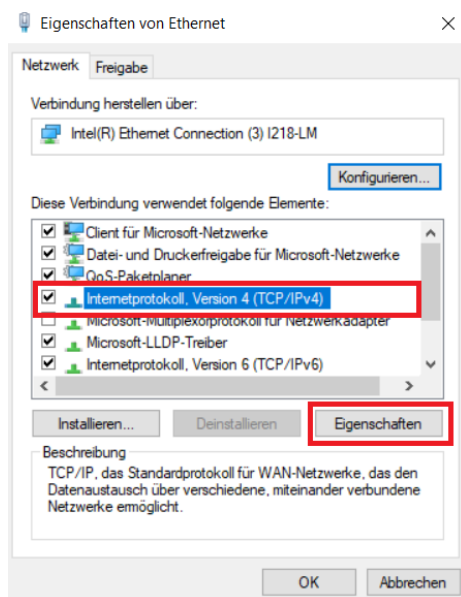 Eigenschaften von Ethernet
Netzwerk Freigabe
Verbindung herstellen über:
Intel(R) Ethernet Connection (3) I218-LM
Konfigurieren...
Diese Verbindung verwendet folgende Elemente:
Client für Microsoft-Netzwerke
Datei- und Druckerfreigabe für Microsoft-Netzwerke
QoS-Paketplaner
Internetprotokoll, Version 4 (TCP/IPv4)
Microsoft-Multiplexorprotokoll für Netzwerkadapter
Microsoft-LLDP-Treiber
Internetprotokoll, Version 6 (TCP/IPv6)
Installieren... Deinstallieren Eigenschaften
Beschreibung
TCP/IP, das Standardprotokoll für WAN-Netzwerke, das den
Datenaustausch über verschiedene, miteinander verbundene
Netzwerke ermöglicht.
OK Abbrechen